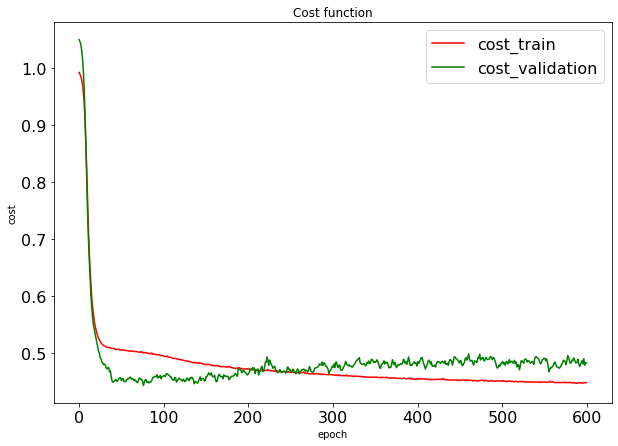 Cost function
cost_train
cost_validation
cost
1.0
0.9
0.8
0.7
0.6
0.5
0 100 200 300 400 500 600
epoch